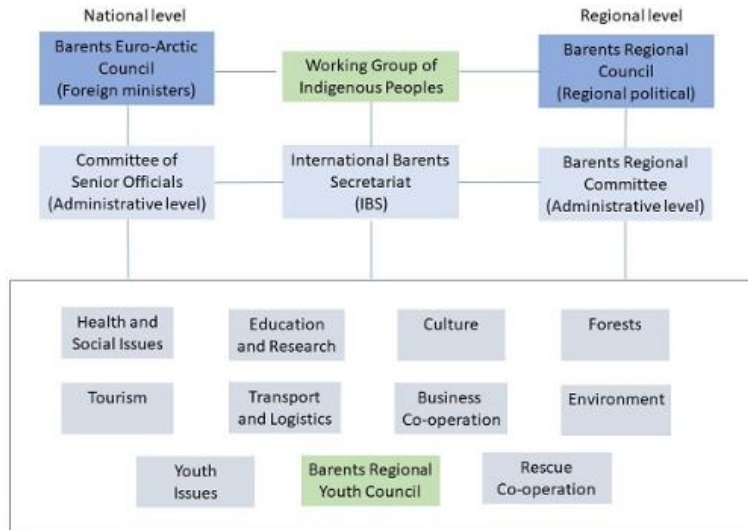 National level
Regional level
Barents Euro-Arctic
Council
(Foreign ministers)
Working Group of
Indigenous Peoples
Barents Regional
Council
(Regional political)
Committee of
Senior Officials
(Administrative level)
International Barents
Secretariat
(IBS)
Barents Regional
Committee
(Administrative level)
Health and
Social Issues
Education
and Research
Culture
Forests
Tourism
Transport
and Logistics
Business
Co-operation
Environment
Youth
Issues
Barents Regional
Youth Council
Rescue
Co-operation